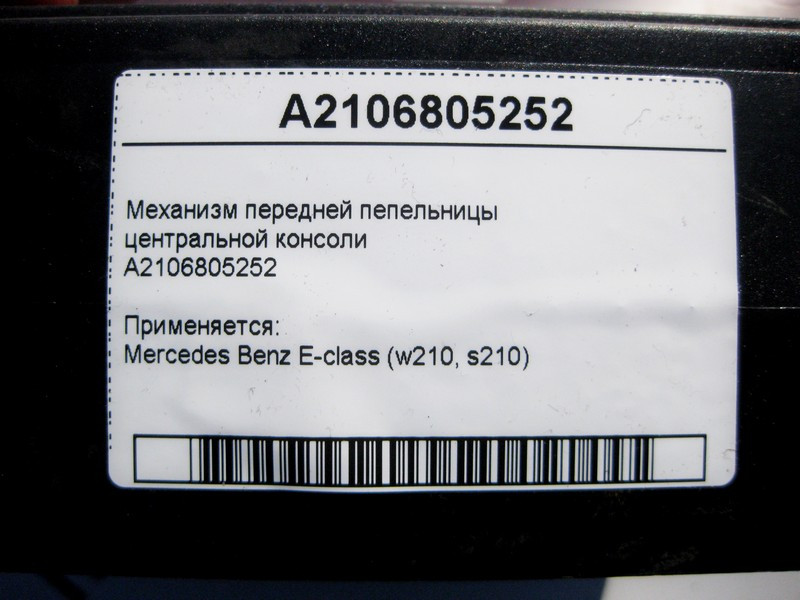 A2106805252
Механизм передней пепельницы
центральной консоли
A2106805252
Применяется:
Mercedes Benz E-class (w210, s210)